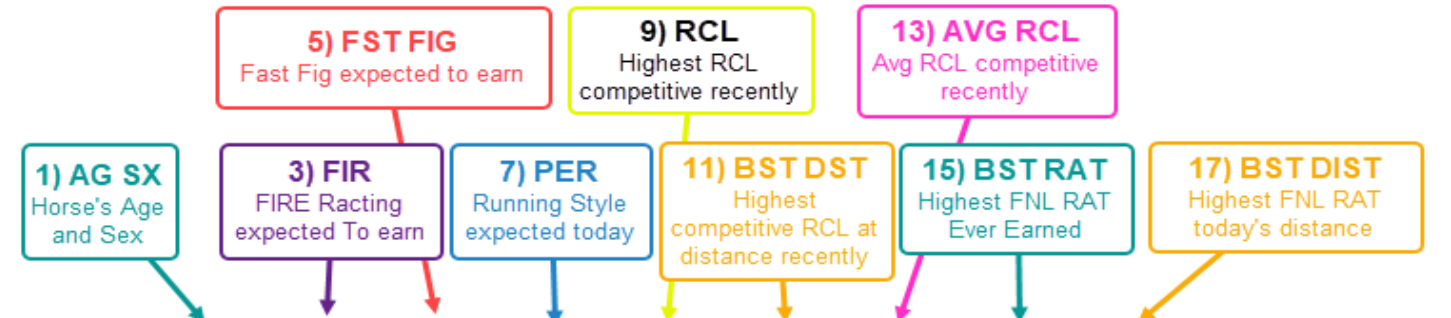 5) FST FIG
Fast Fig expected to earn
9) RCL
Highest RCL
competitive recently
13) AVG RCL
Avg RCL competitive
recently
1) AG SX
Horse's Age
and Sex
3) FIR
FIRE Racting
expected To earn
7) PER
Running Style
expected today
11) BST DST
Highest
competitive RCL at
distance recently
15) BST RAT
Highest FNL RAT
Ever Earned
17) BST DIST
Highest FNL RAT
today's distance